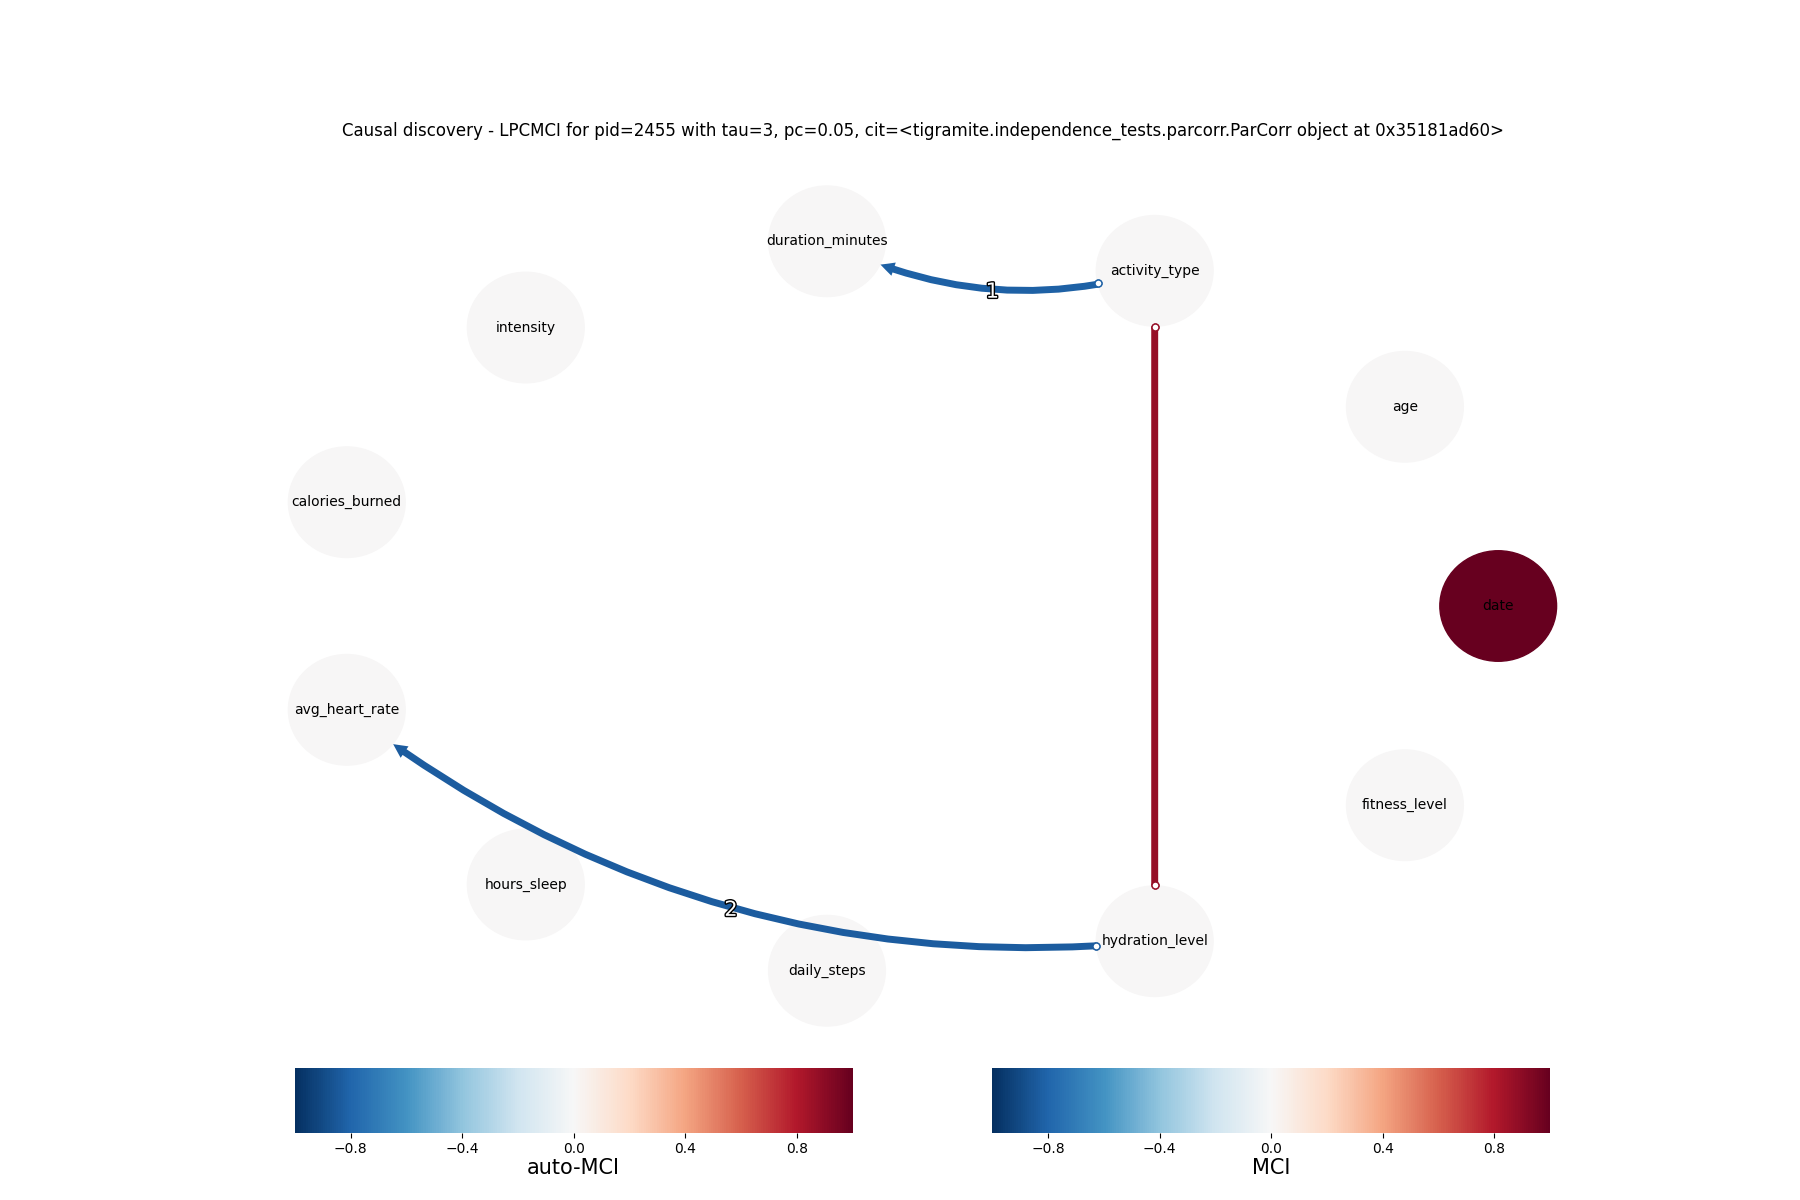 Causal discovery - LPCMCI for pid=2455 with tau=3, pc=0.05, cit=<tigramite.independence_tests.parcorr.ParCorr object at 0x35181ad60>
duration_minutes
activity_type
1
intensity
age
calories_burned
date
avg_heart_rate
fitness_level
hours_sleep
2
hydration_level
daily_steps
−0.8 −0.4 0.0 0.4 0.8
auto-MCI
−0.8 −0.4 0.0 0.4 0.8
MCI